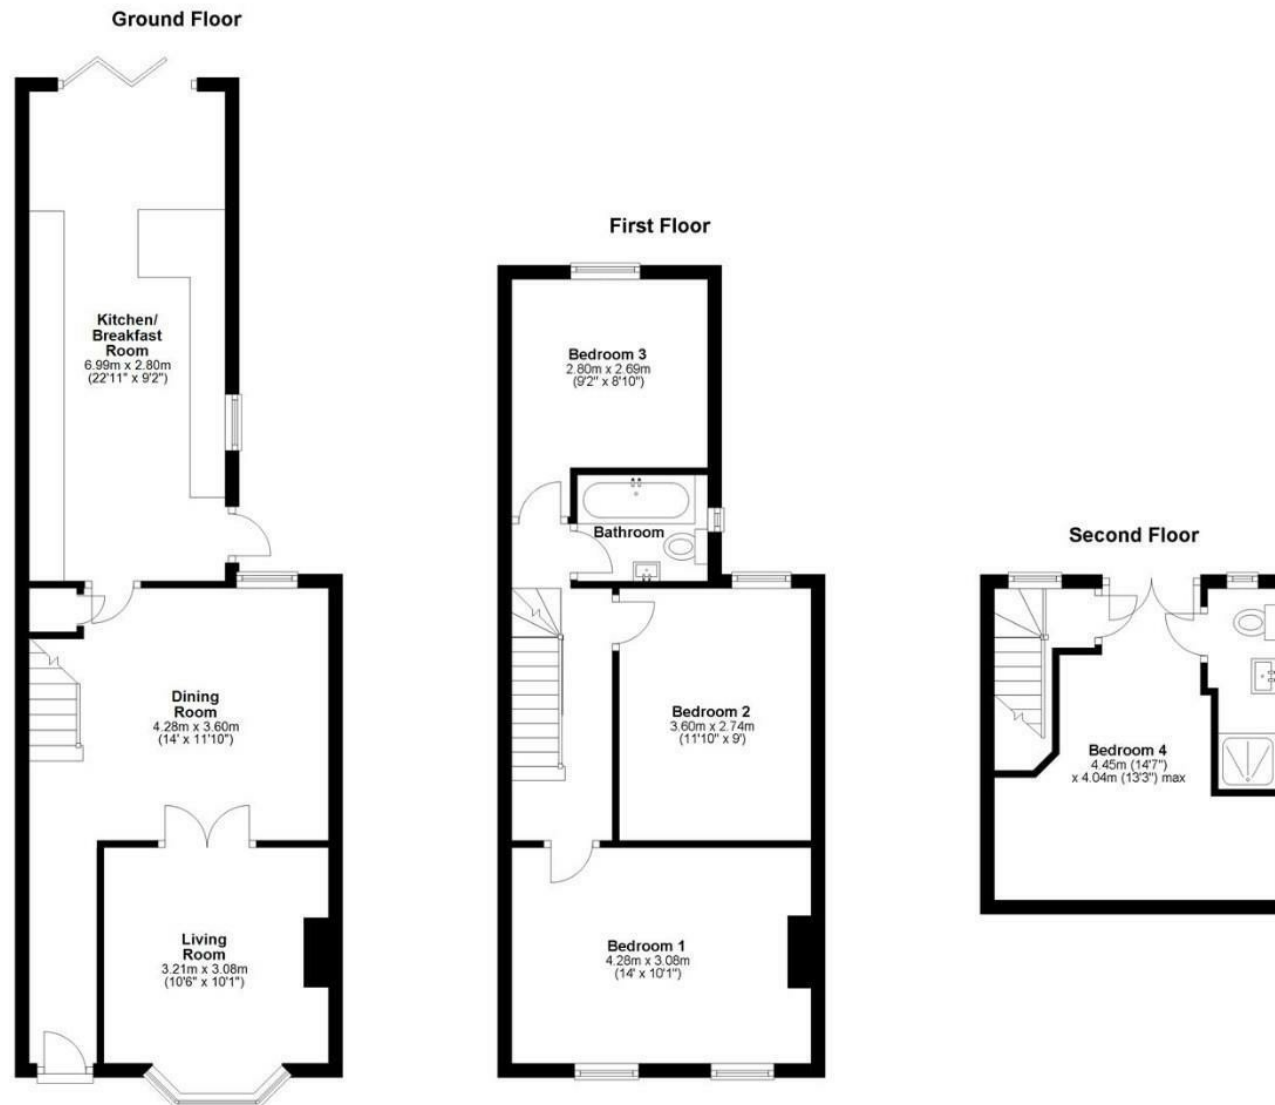 Ground Floor
Kitchen/
Breakfast
Room
6.99m x 2.80m
(22'11" x 9'2")
Dining
Room
4.28m x 3.60m
(14' x 11'10")
Living
Room
3.21m x 3.08m
(10'6" x 10'1")
First Floor
Bedroom 3
2.80m x 2.69m
(9'2" x 8'10")
Bathroom
Bedroom 2
3.60m x 2.74m
(11'10" x 9')
Bedroom 1
4.28m x 3.08m
(14' x 10'1")
Second Floor
Bedroom 4
4.45m (14'7")
x 4.04m (13'3") max